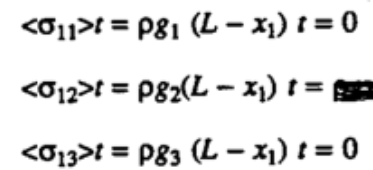 <σ₁₁>t = ρg₁ (L – x₁) t = 0
<σ₁₂>t = ρg₂(L – x₁) t =
<σ₁₃>t = ρg₃ (L – x₁) t = 0